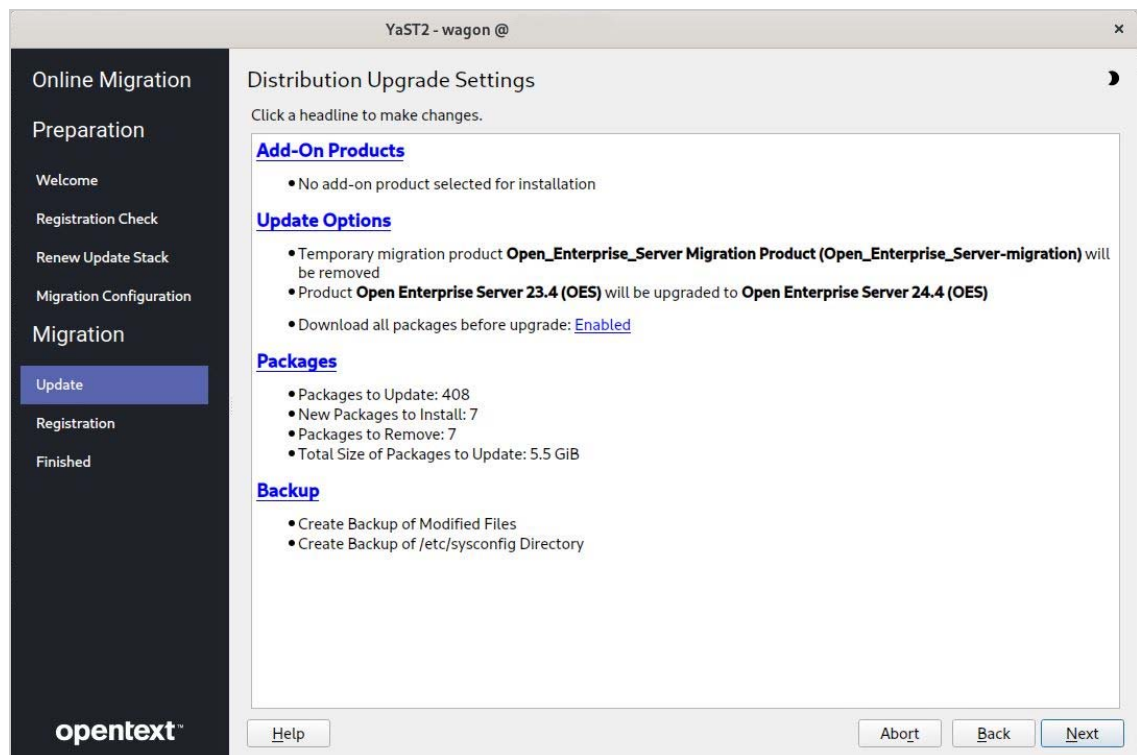 YaST2 - wagon @
×
Online Migration
Preparation
Welcome
Registration Check
Renew Update Stack
Migration Configuration
Migration
Update
Registration
Finished
opentext™
Distribution Upgrade Settings
Click a headline to make changes.
Add-On Products
• No add-on product selected for installation
Update Options
• Temporary migration product Open_Enterprise_Server Migration Product (Open_Enterprise_Server-migration) will
be removed
• Product Open Enterprise Server 23.4 (OES) will be upgraded to Open Enterprise Server 24.4 (OES)
• Download all packages before upgrade: Enabled
Packages
• Packages to Update: 408
• New Packages to Install: 7
• Packages to Remove: 7
• Total Size of Packages to Update: 5.5 GiB
Backup
• Create Backup of Modified Files
• Create Backup of /etc/sysconfig Directory
Help
Abort
Back
Next